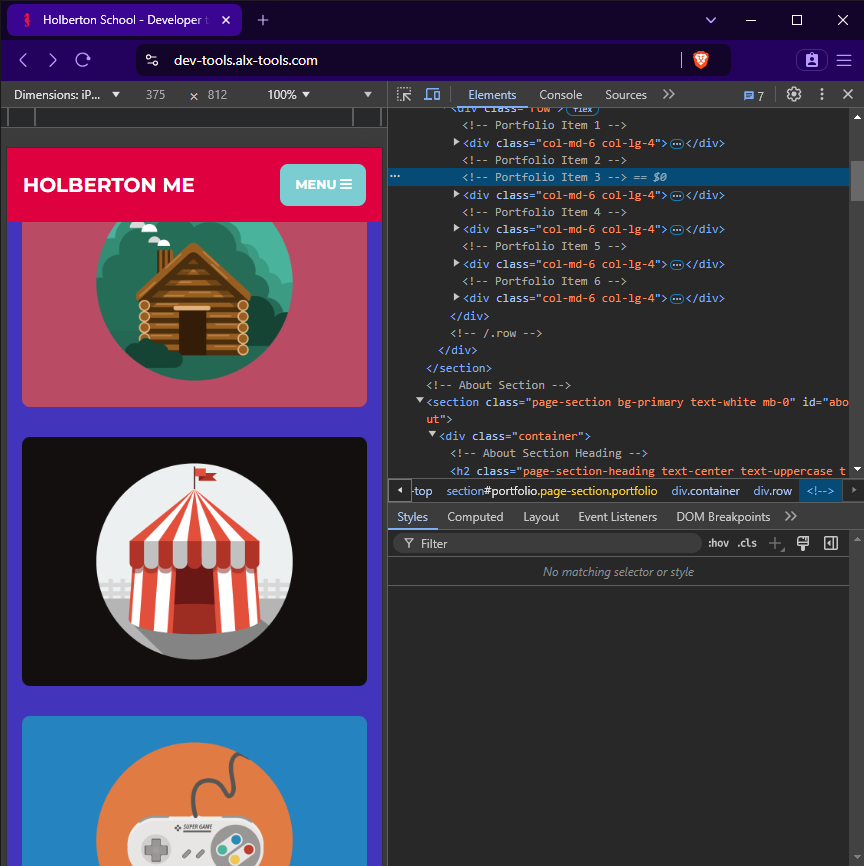 Holberton School - Developer t
dev-tools.alx-tools.com
Dimensions: iP... 375 × 812 100%
Elements Console Sources 7
<div class="row"> flex
<!-- Portfolio Item 1 -->
<div class="col-md-6 col-lg-4"> ... </div>
<!-- Portfolio Item 2 -->
<!-- Portfolio Item 3 --> == $0
<div class="col-md-6 col-lg-4"> ... </div>
<!-- Portfolio Item 4 -->
<div class="col-md-6 col-lg-4"> ... </div>
<!-- Portfolio Item 5 -->
<div class="col-md-6 col-lg-4"> ... </div>
<!-- Portfolio Item 6 -->
<div class="col-md-6 col-lg-4"> ... </div>
</div>
<!-- /.row -->
</div>
</section>
<!-- About Section -->
<section class="page-section bg-primary text-white mb-0" id="abo
ut">
<div class="container">
<!-- About Section Heading -->
<h2 class="page-section-heading text-center text-uppercase t
-top section#portfolio.page-section.portfolio div.container div.row <!-->
Styles Computed Layout Event Listeners DOM Breakpoints
Filter :hov .cls
No matching selector or style
HOLBERTON ME
MENU
SUPER GAME